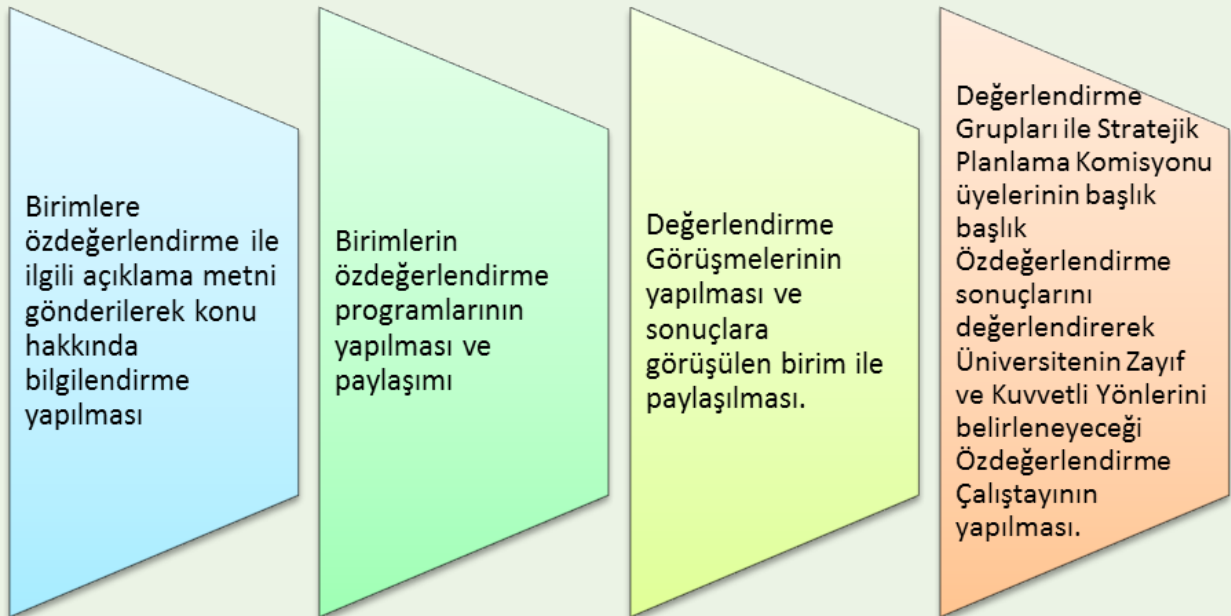 Birimlere
özdeğerlendirme ile
ilgili açıklama metni
gönderilerek konu
hakkında
bilgilendirme
yapılması
Birimlerin
özdeğerlendirme
programlarının
yapılması ve
paylaşımı
Değerlendirme
Görüşmelerinin
yapılması ve
sonuçlara
görüşülen birim ile
paylaşılması.
Değerlendirme
Grupları ile Stratejik
Planlama Komisyonu
üyelerinin başlık
başlık
Özdeğerlendirme
sonuçlarını
değerlendirerek
Üniversitenin Zayıf
ve Kuvvetli Yönlerini
belirleneyeceği
Özdeğerlendirme
Çalıştayının
yapılması.